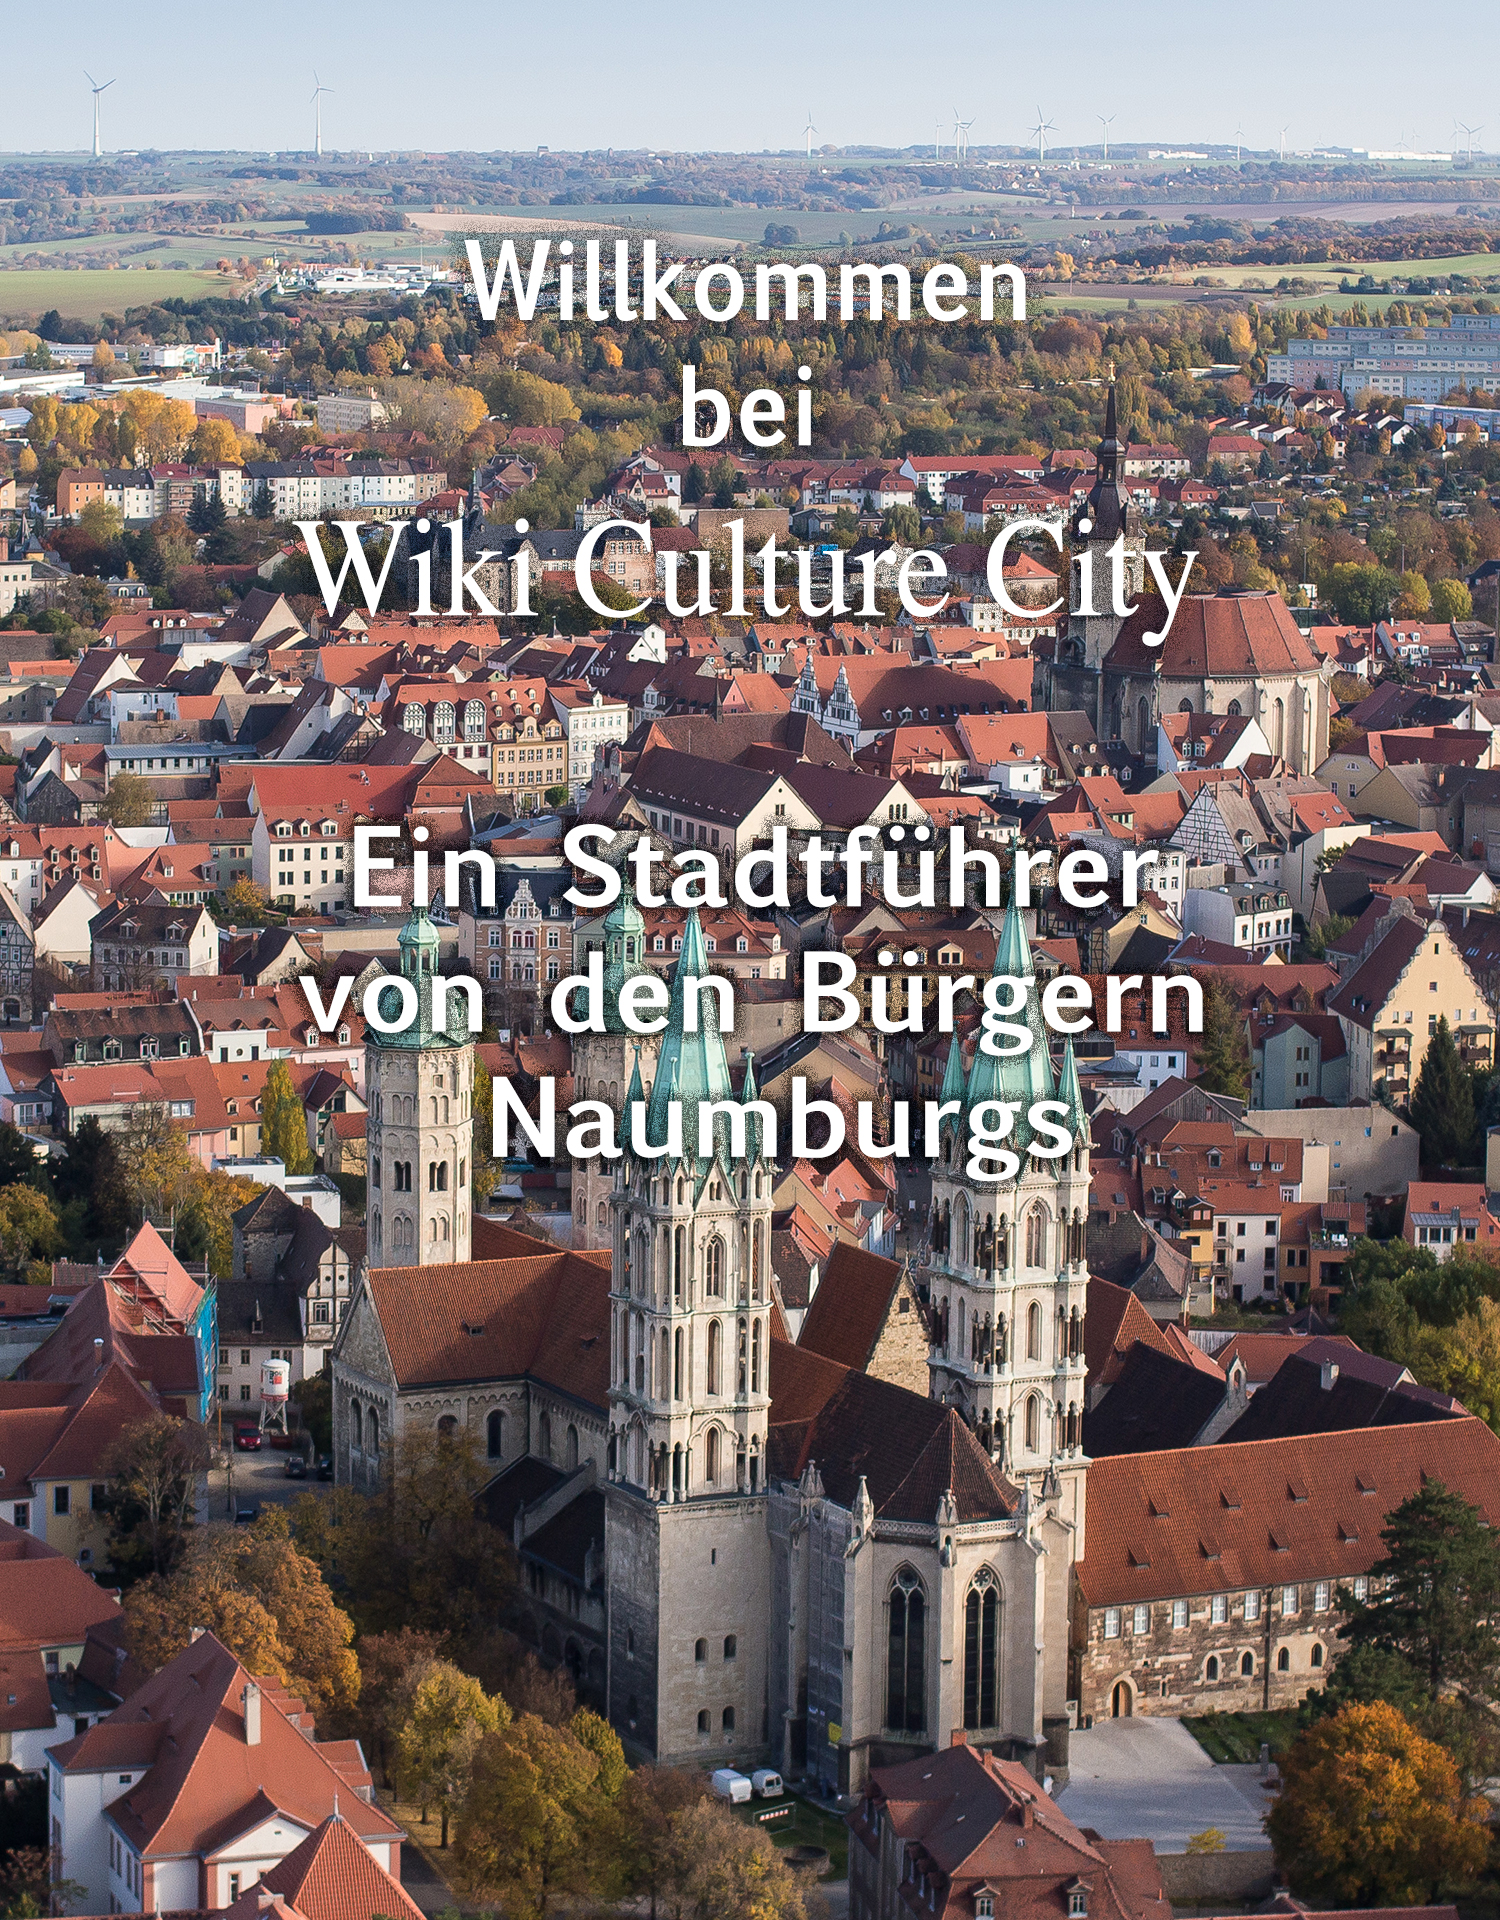 Willkommen
bei
Wiki Culture City
Ein Stadtführer
von den Bürgern
Naumburgs